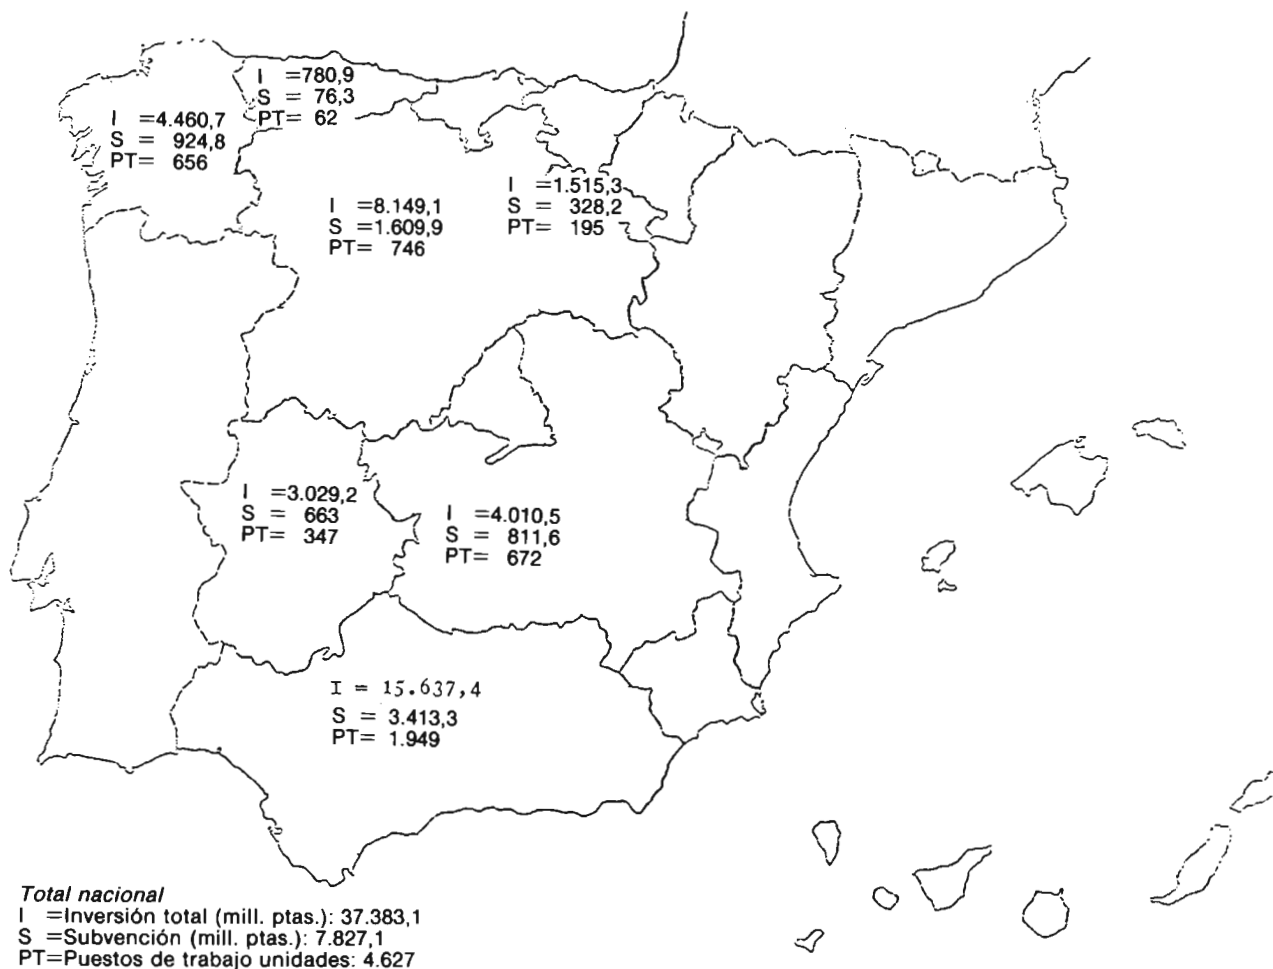 I =780,9
S = 76,3
PT= 62
I =4.460,7
S = 924,8
PT= 656
I =8.149,1
S =1.609,9
PT= 746
I =1.515,3
S = 328,2
PT= 195
I =3.029,2
S = 663
PT= 347
I =4.010,5
S = 811,6
PT= 672
I = 15.637,4
S = 3.413,3
PT= 1.949
Total nacional
I =Inversión total (mill. ptas.): 37.383,1
S =Subvención (mill. ptas.): 7.827,1
PT=Puestos de trabajo unidades: 4.627